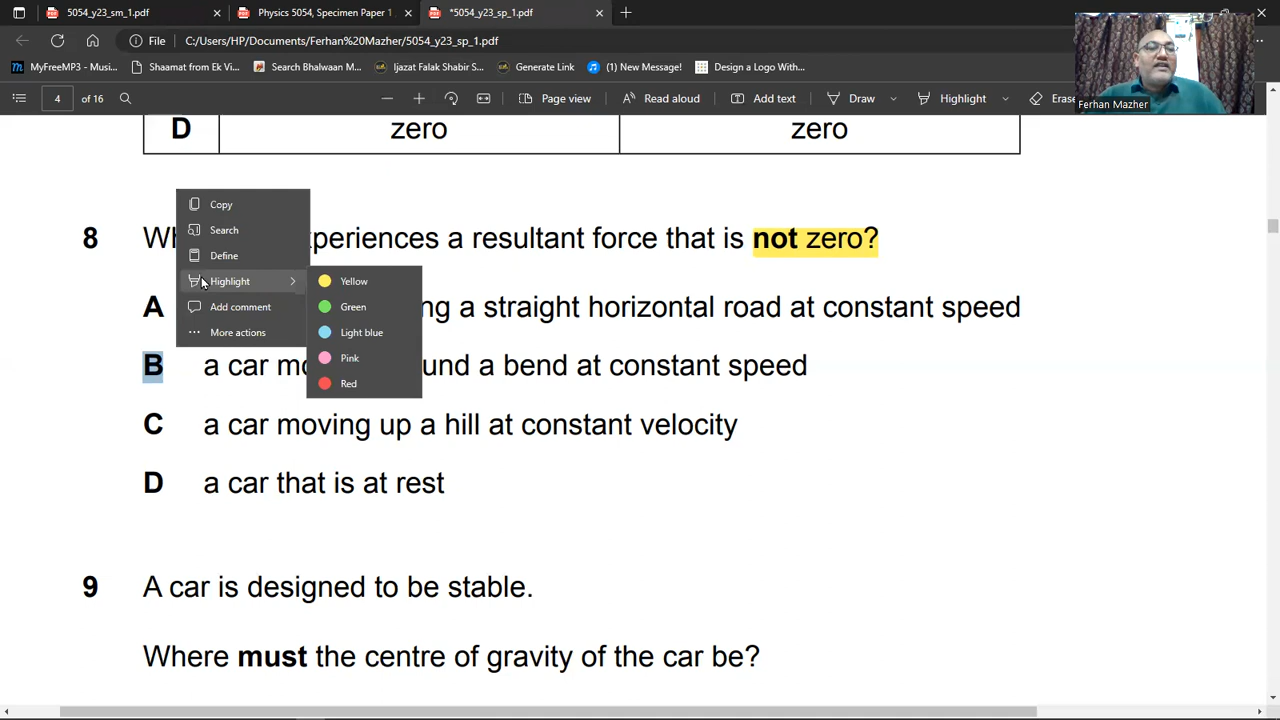 5054_y23_sm_1.pdf
Physics 5054, Specimen Paper 1
*5054_y23_sp_1.pdf
File
C:/Users/HP/Documents/Ferhan%20Mazher/5054_y23_sp_1.pdf
MyFreeMP3 - Musi...
Shaamat from Ek Vi...
Search Bhalwaan M...
Ijazat Falak Shabir...
Generate Link
(1) New Message!
Design a Logo With...
4 of 16
Page view
Read aloud
Add text
Draw
Highlight
Erase
Ferhan Mazher
D zero zero
Copy
Search
Define
Highlight
Add comment
More actions
Yellow
Green
Light blue
Pink
Red
8 experiences a resultant force that is not zero?
A a straight horizontal road at constant speed
B a car a bend at constant speed
C a car moving up a hill at constant velocity
D a car that is at rest
9 A car is designed to be stable.
Where must the centre of gravity of the car be?